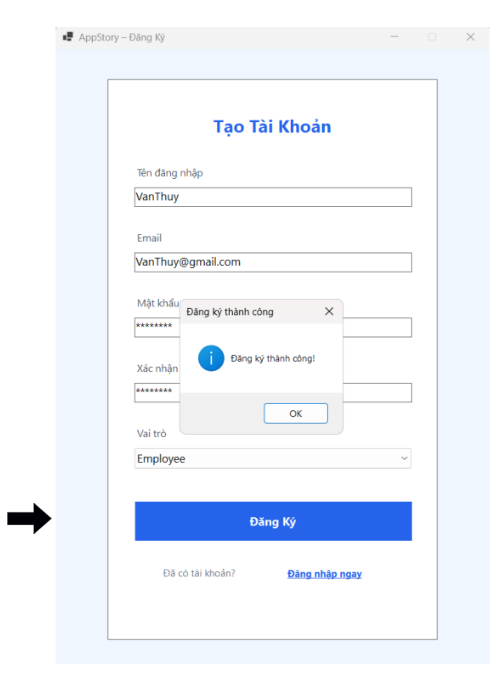 AppStory – Đăng Ký
Tạo Tài Khoản
Tên đăng nhập
VanThuy
Email
VanThuy@gmail.com
Mật khẩu
********
Đăng ký thành công
Đăng ký thành công!
OK
Xác nhận
********
Vai trò
Employee
Đăng Ký
Đã có tài khoản?
Đăng nhập ngay